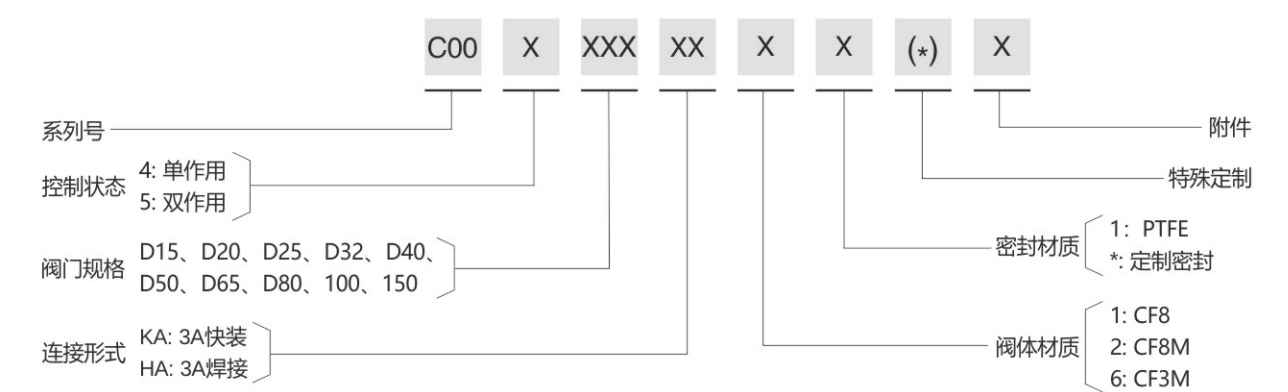 C00 X XXX XX X X (*) X
系列号
附件
控制状态
4: 单作用
5: 双作用
特殊定制
阀门规格
D15、D20、D25、D32、D40、
D50、D65、D80、100、150
密封材质
1: PTFE
*: 定制密封
连接形式
KA: 3A快装
HA: 3A焊接
阀体材质
1: CF8
2: CF8M
6: CF3M